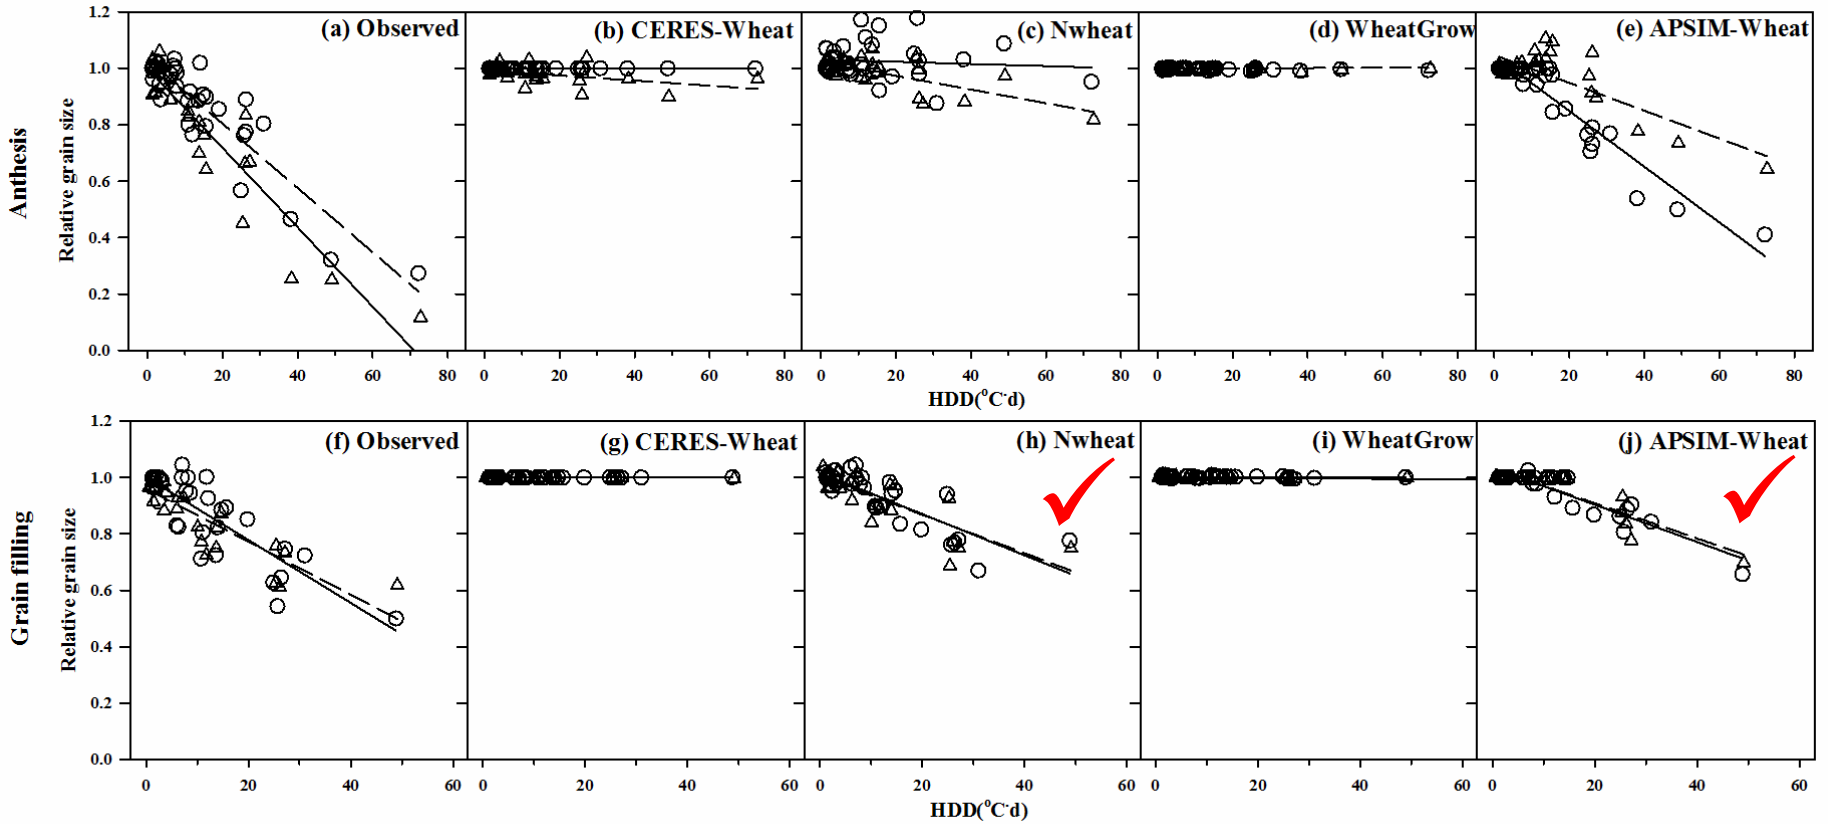 (a) Observed
(b) CERES-Wheat
(c) Nwheat
(d) WheatGrow
(e) APSIM-Wheat
Anthesis
Relative grain size
1.2
1.0
0.8
0.6
0.4
0.2
0.0
0 20 40 60 80
0 20 40 60 80
0 20 40 60 80
0 20 40 60 80
0 20 40 60 80
HDD(°C·d)
(f) Observed
(g) CERES-Wheat
(h) Nwheat
(i) WheatGrow
(j) APSIM-Wheat
Grain filling
Relative grain size
1.2
1.0
0.8
0.6
0.4
0.2
0.0
0 20 40 60
0 20 40 60
0 20 40 60
0 20 40 60
0 20 40 60
HDD(°C·d)